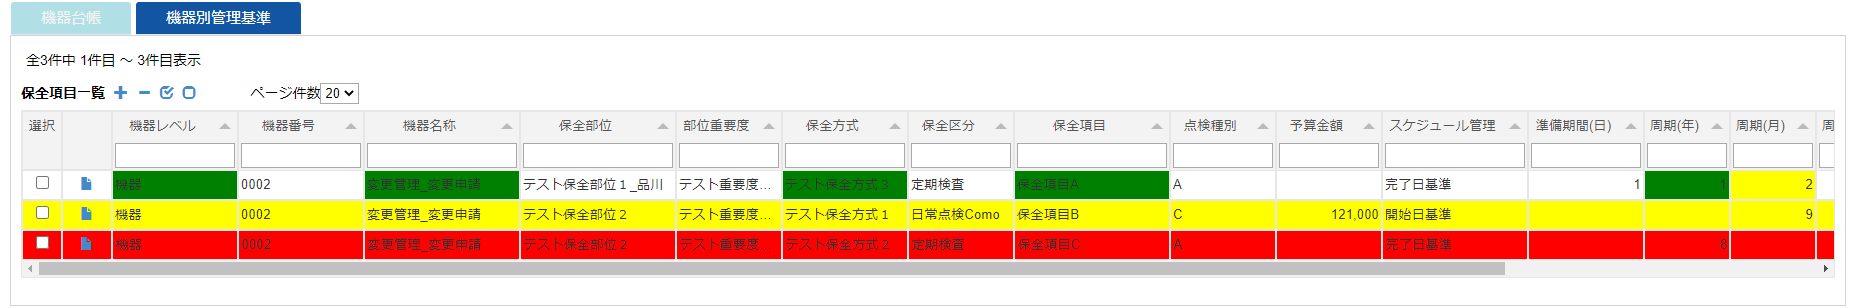 機器台帳 機器別管理基準
全3件中 1件目 ～ 3件目表示
保全項目一覧 ページ件数 20
選択 機器レベル 機器番号 機器名称 保全部位 部位重要度 保全方式 保全区分 保全項目 点検種別 予算金額 スケジュール管理 準備期間(日) 周期(年) 周期(月) 周
機器 0002 変更管理_変更申請 テスト保全部位１_品川 テスト重要度... テスト保全方式３ 定期検査 保全項目A A 完了日基準 1 1 2
機器 0002 変更管理_変更申請 テスト保全部位２ テスト重要度... テスト保全方式１ 日常点検Como 保全項目B C 121,000 開始日基準 9
機器 0002 変更管理_変更申請 テスト保全部位２ テスト重要度... テスト保全方式２ 定期検査 保全項目C A 完了日基準 8